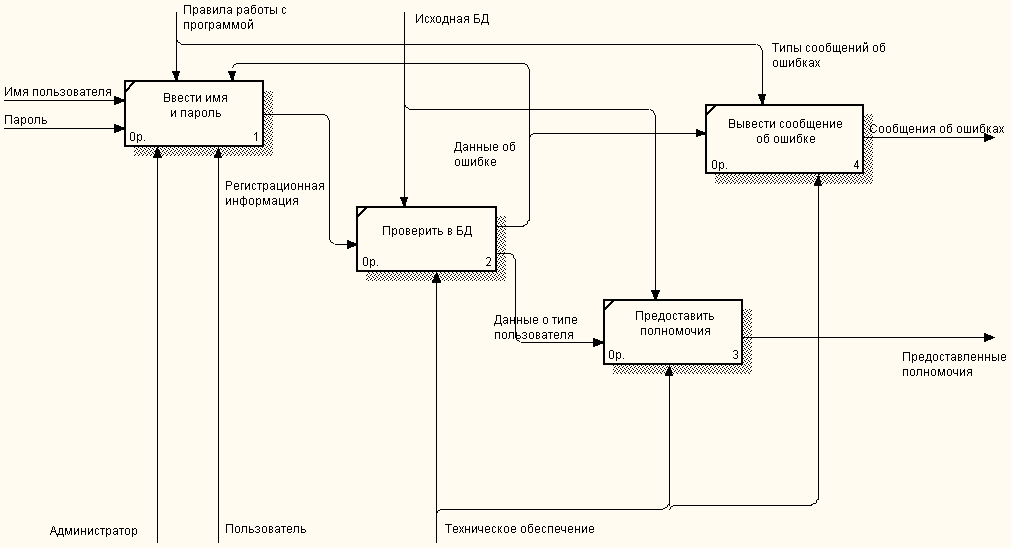 Правила работы с
программой
Исходная БД
Типы сообщений об
ошибках
Имя пользователя
Пароль
Ввести имя
и пароль
0р.
1
Данные об
ошибке
Вывести сообщение
об ошибке
0р.
4
Сообщения об ошибках
Регистрационная
информация
Проверить в БД
0р.
2
Данные о типе
пользователя
Предоставить
полномочия
0р.
3
Предоставленные
полномочия
Администратор
Пользователь
Техническое обеспечение